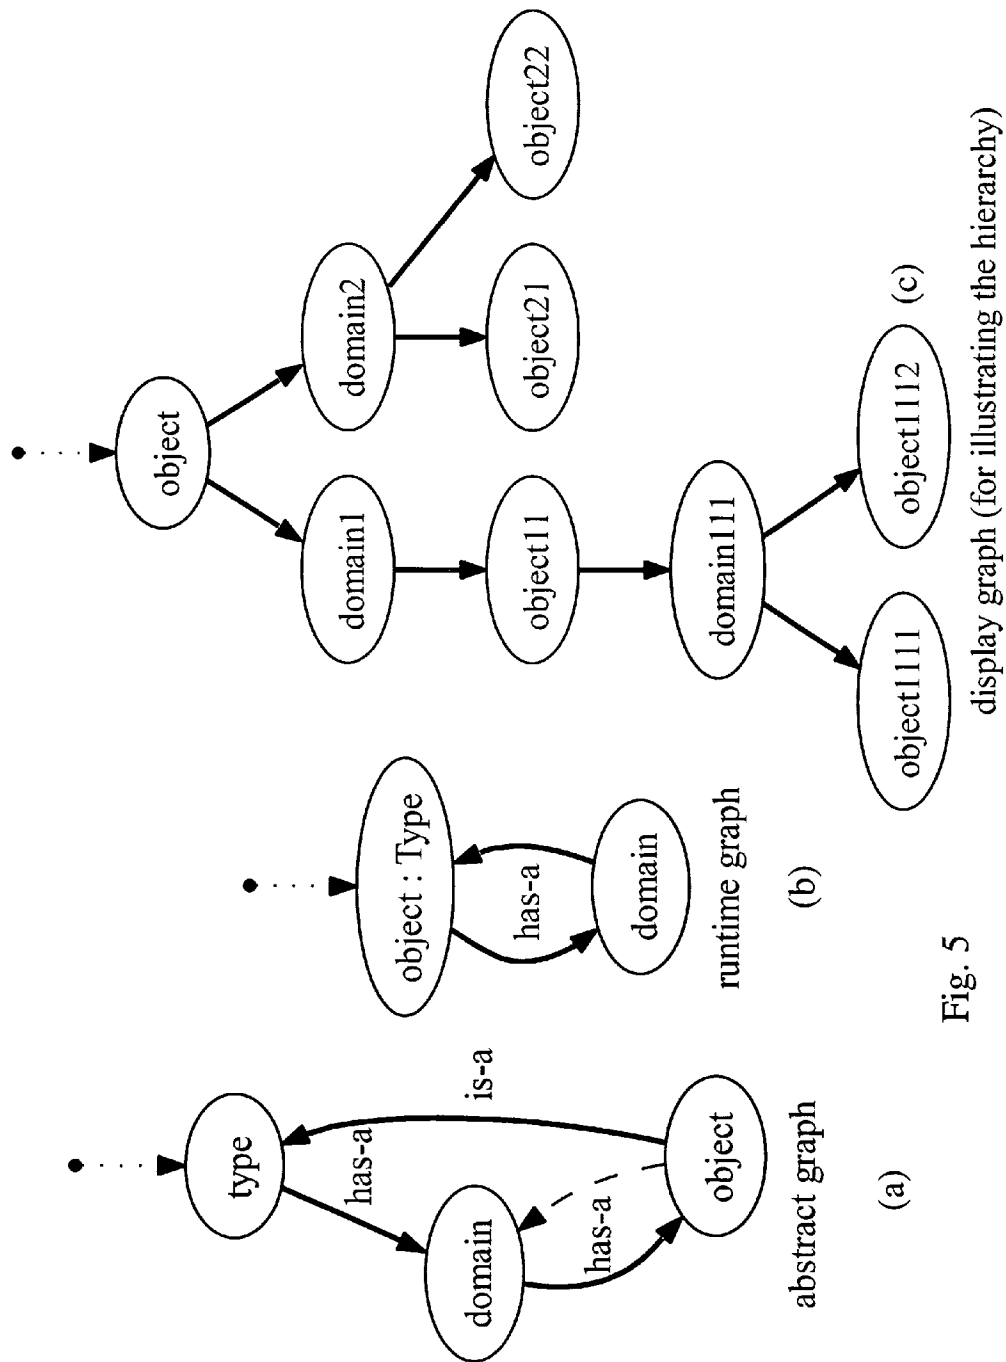 type
has-a
domain
is-a
has-a
object
abstract graph
(a)
object : Type
has-a
domain
runtime graph
(b)
object
domain1
domain2
object11
object21
object22
domain111
object1111
object1112
(c)
display graph (for illustrating the hierarchy)
Fig. 5